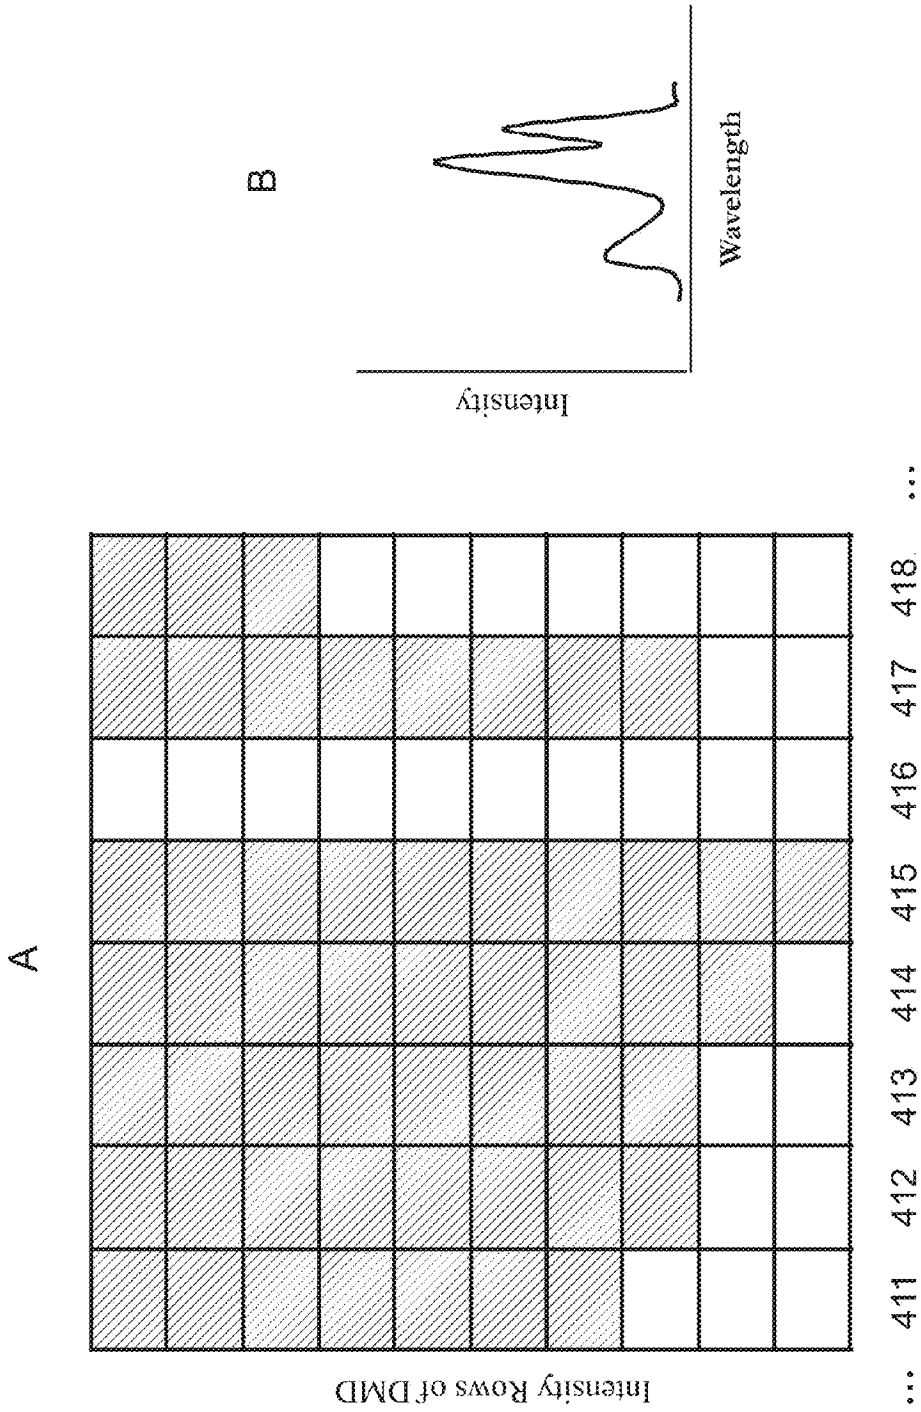 A
Intensity Rows of DMD
... 411 412 413 414 415 416 417 418 ...
B
Intensity
Wavelength